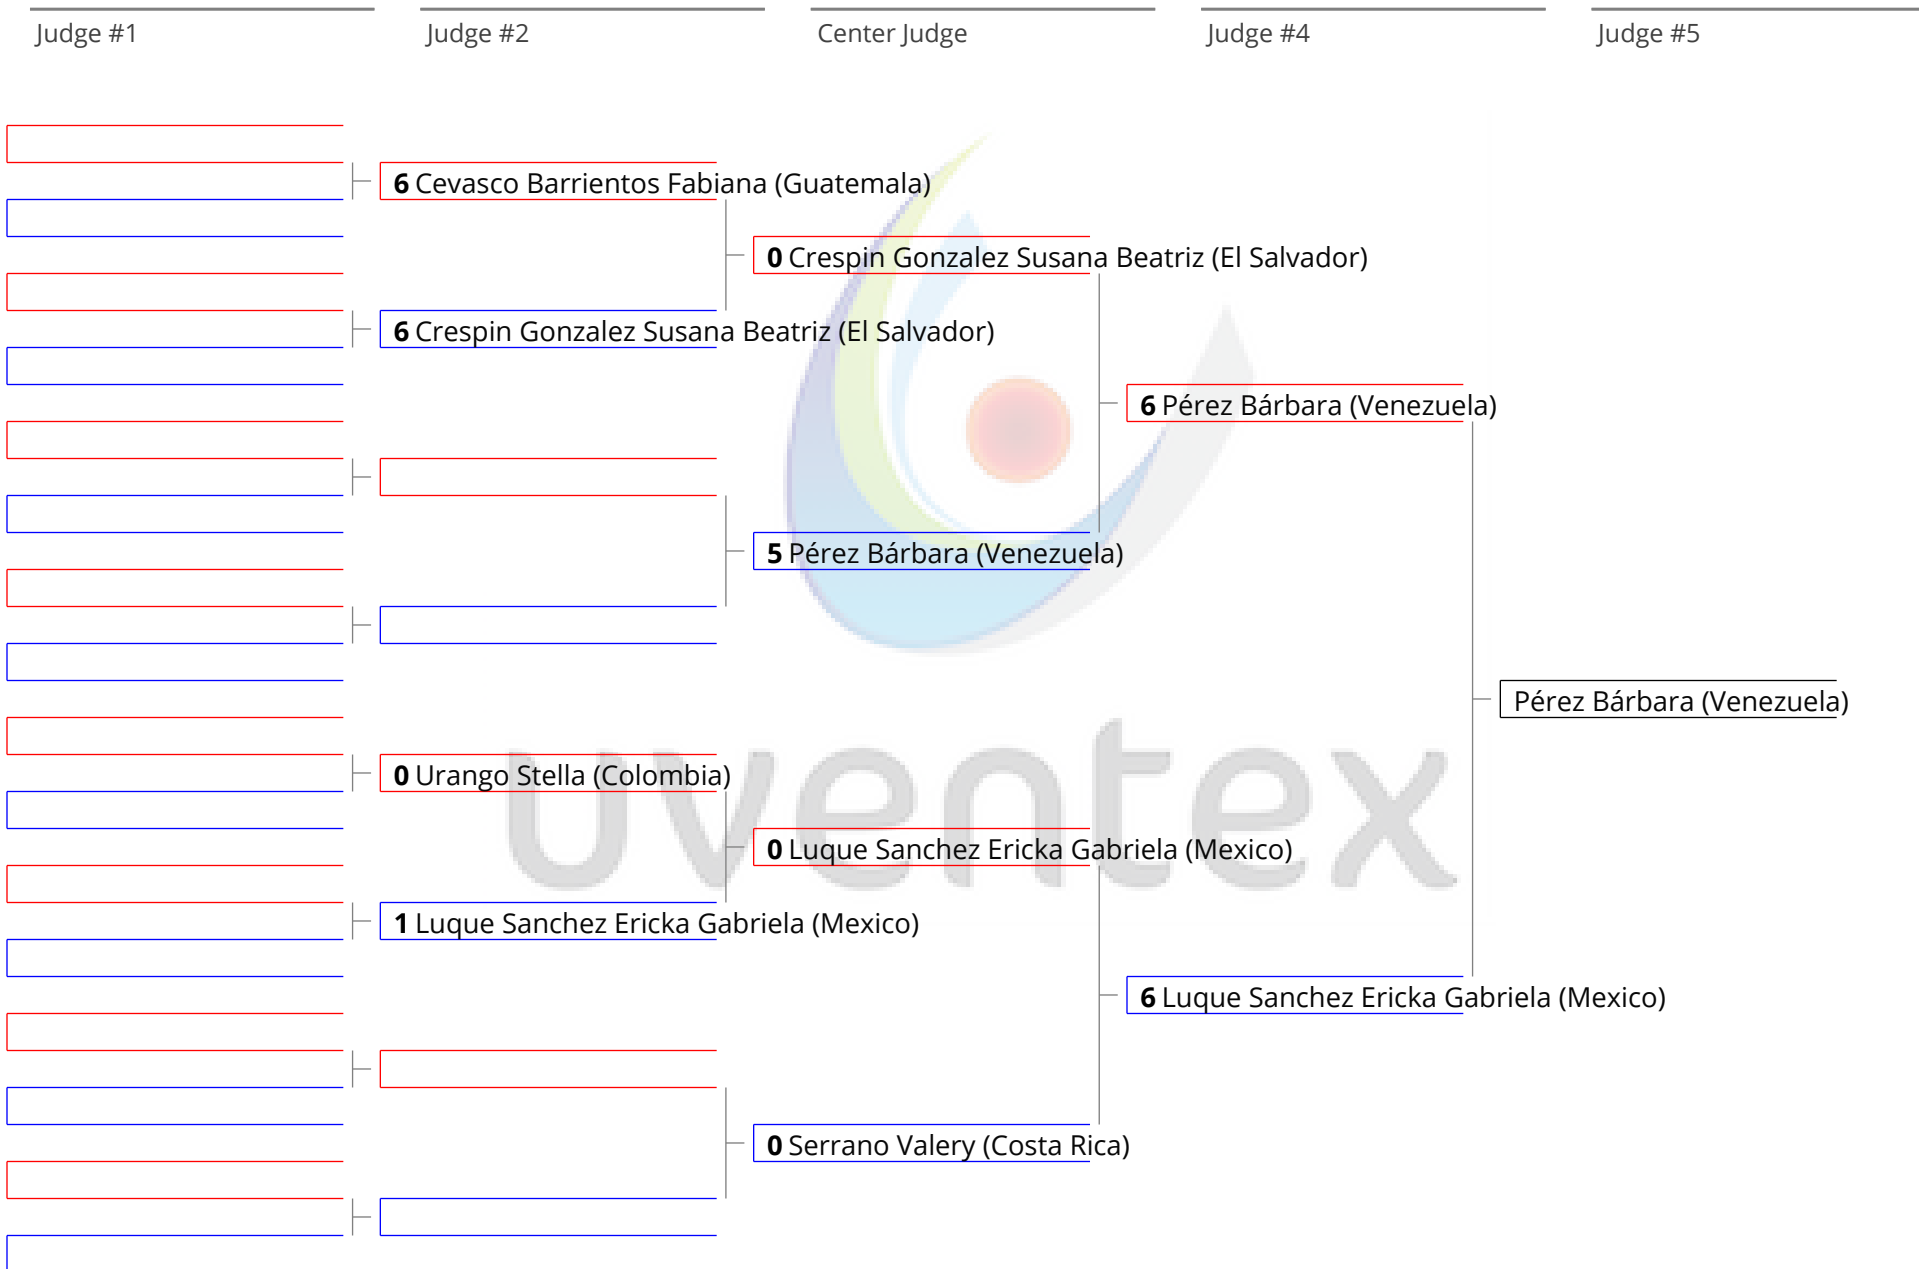 Judge #1
Judge #2
Center Judge
Judge #4
Judge #5
6 Cevasco Barrientos Fabiana (Guatemala)
0 Crespin Gonzalez Susana Beatriz (El Salvador)
6 Crespin Gonzalez Susana Beatriz (El Salvador)
6 Pérez Bárbara (Venezuela)
5 Pérez Bárbara (Venezuela)
Pérez Bárbara (Venezuela)
0 Urango Stella (Colombia)
uventex
0 Luque Sanchez Ericka Gabriela (Mexico)
1 Luque Sanchez Ericka Gabriela (Mexico)
6 Luque Sanchez Ericka Gabriela (Mexico)
0 Serrano Valery (Costa Rica)